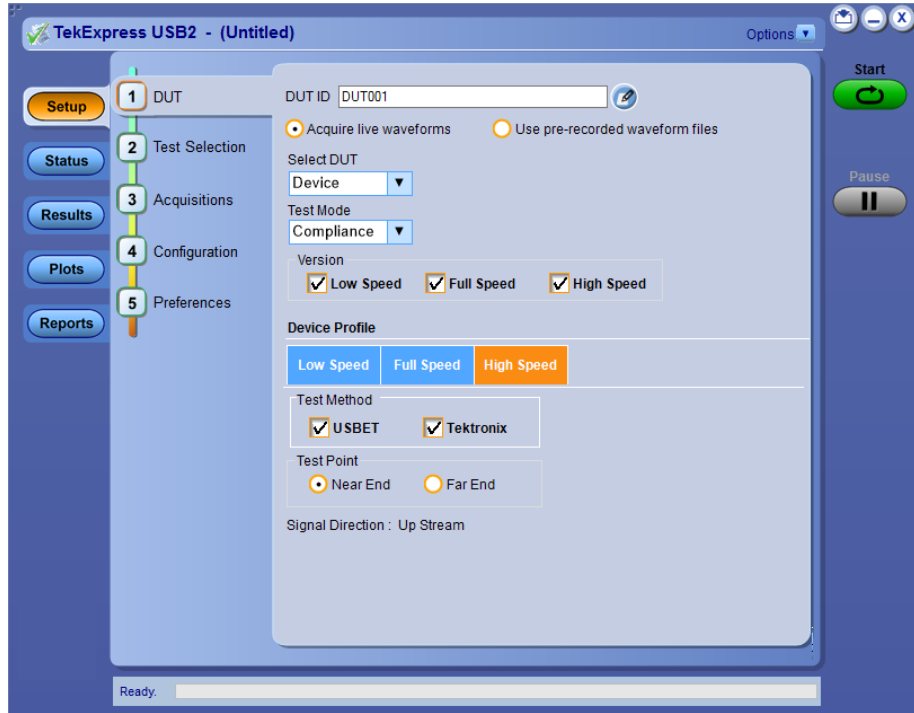 TekExpress USB2 - (Untitled)
Options
Start
Pause
Setup
Status
Results
Plots
Reports
1 DUT
2 Test Selection
3 Acquisitions
4 Configuration
5 Preferences
DUT ID DUT001
Acquire live waveforms Use pre-recorded waveform files
Select DUT
Device
Test Mode
Compliance
Version
Low Speed Full Speed High Speed
Device Profile
Low Speed Full Speed High Speed
Test Method
USBET Tektronix
Test Point
Near End Far End
Signal Direction : Up Stream
Ready.